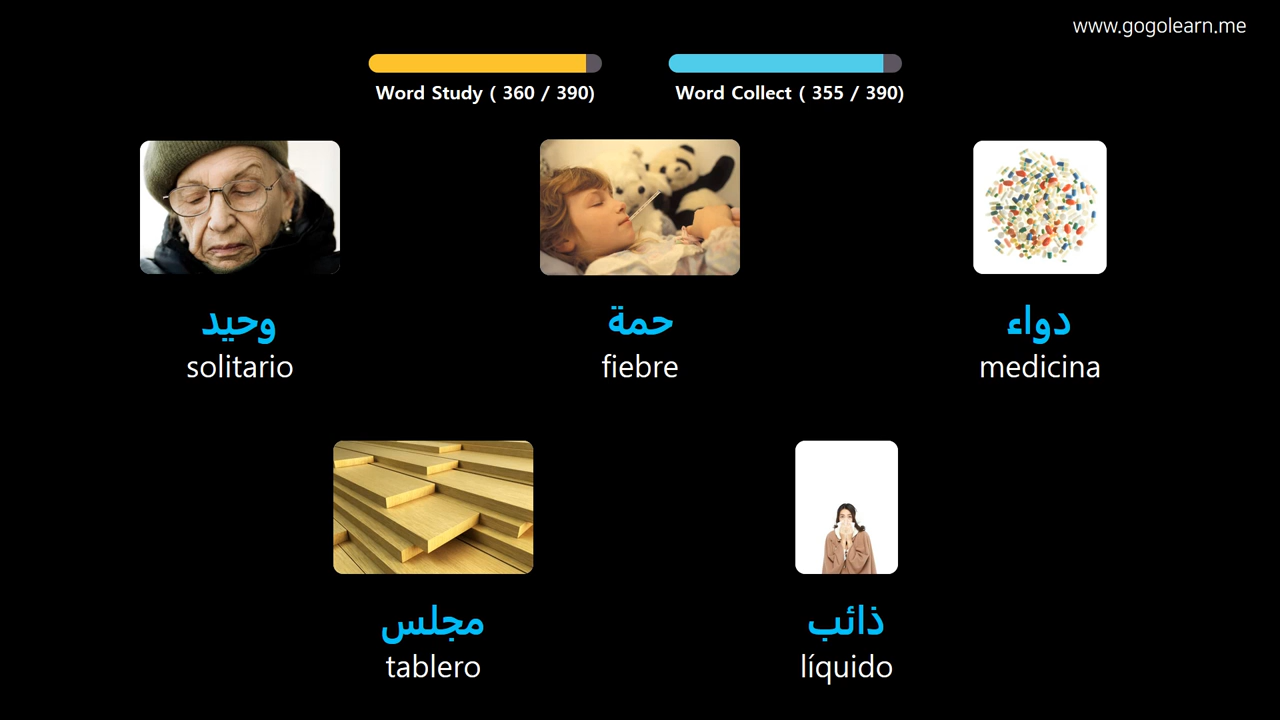 www.gogolearn.me
Word Study ( 360 / 390)
Word Collect ( 355 / 390)
وحيد
solitario
حمة
fiebre
دواء
medicina
مجلس
tablero
ذائب
líquido